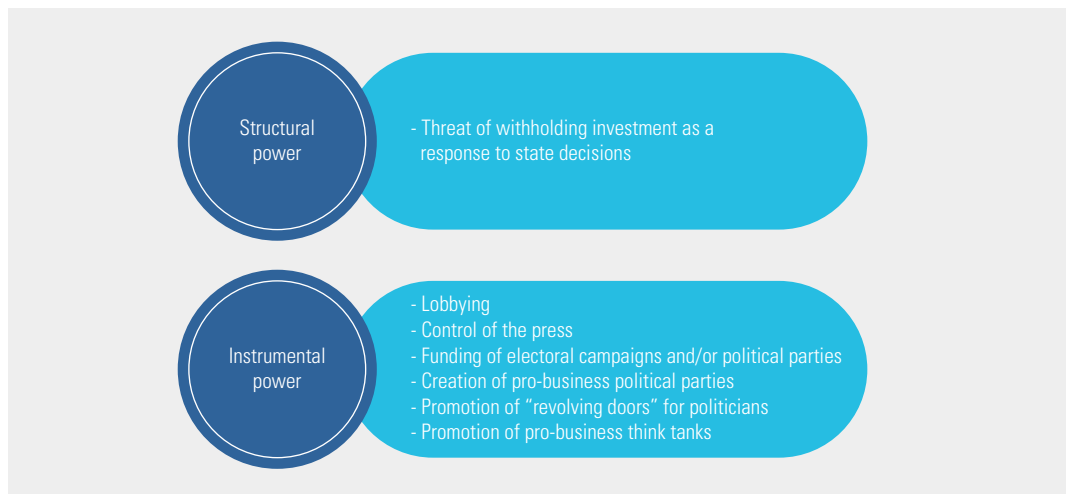 Structural
power
- Threat of withholding investment as a
response to state decisions
Instrumental
power
- Lobbying
- Control of the press
- Funding of electoral campaigns and/or political parties
- Creation of pro-business political parties
- Promotion of “revolving doors” for politicians
- Promotion of pro-business think tanks